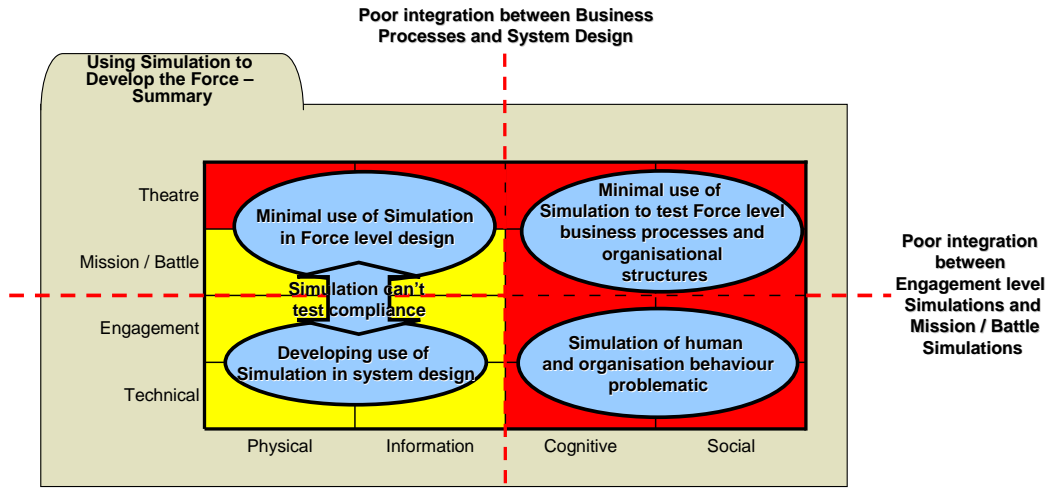 Poor integration between Business
Processes and System Design
Using Simulation to
Develop the Force –
Summary
Theatre
Mission / Battle
Engagement
Technical
Minimal use of Simulation
in Force level design
Minimal use of
Simulation to test Force level
business processes and
organisational
structures
Simulation can't
test compliance
Developing use of
Simulation in system design
Simulation of human
and organisation behaviour
problematic
Poor integration
between
Engagement level
Simulations and
Mission / Battle
Simulations
Physical
Information
Cognitive
Social